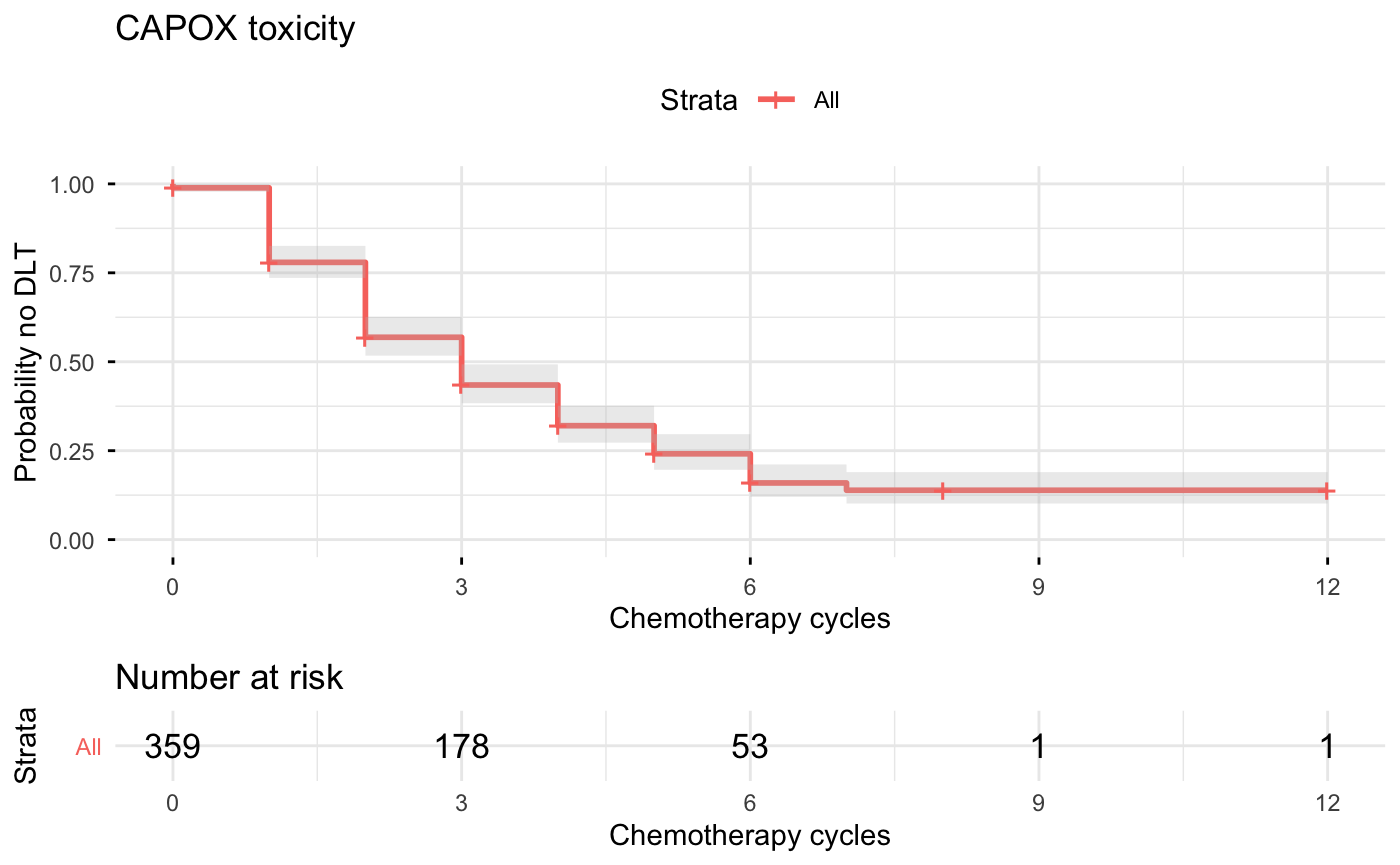 CAPOX toxicity
Strata All
Probability no DLT
1.00
0.75
0.50
0.25
0.00
0 3 6 9 12
Chemotherapy cycles
Number at risk
Strata
All 359 178 53 1 1
0 3 6 9 12
Chemotherapy cycles